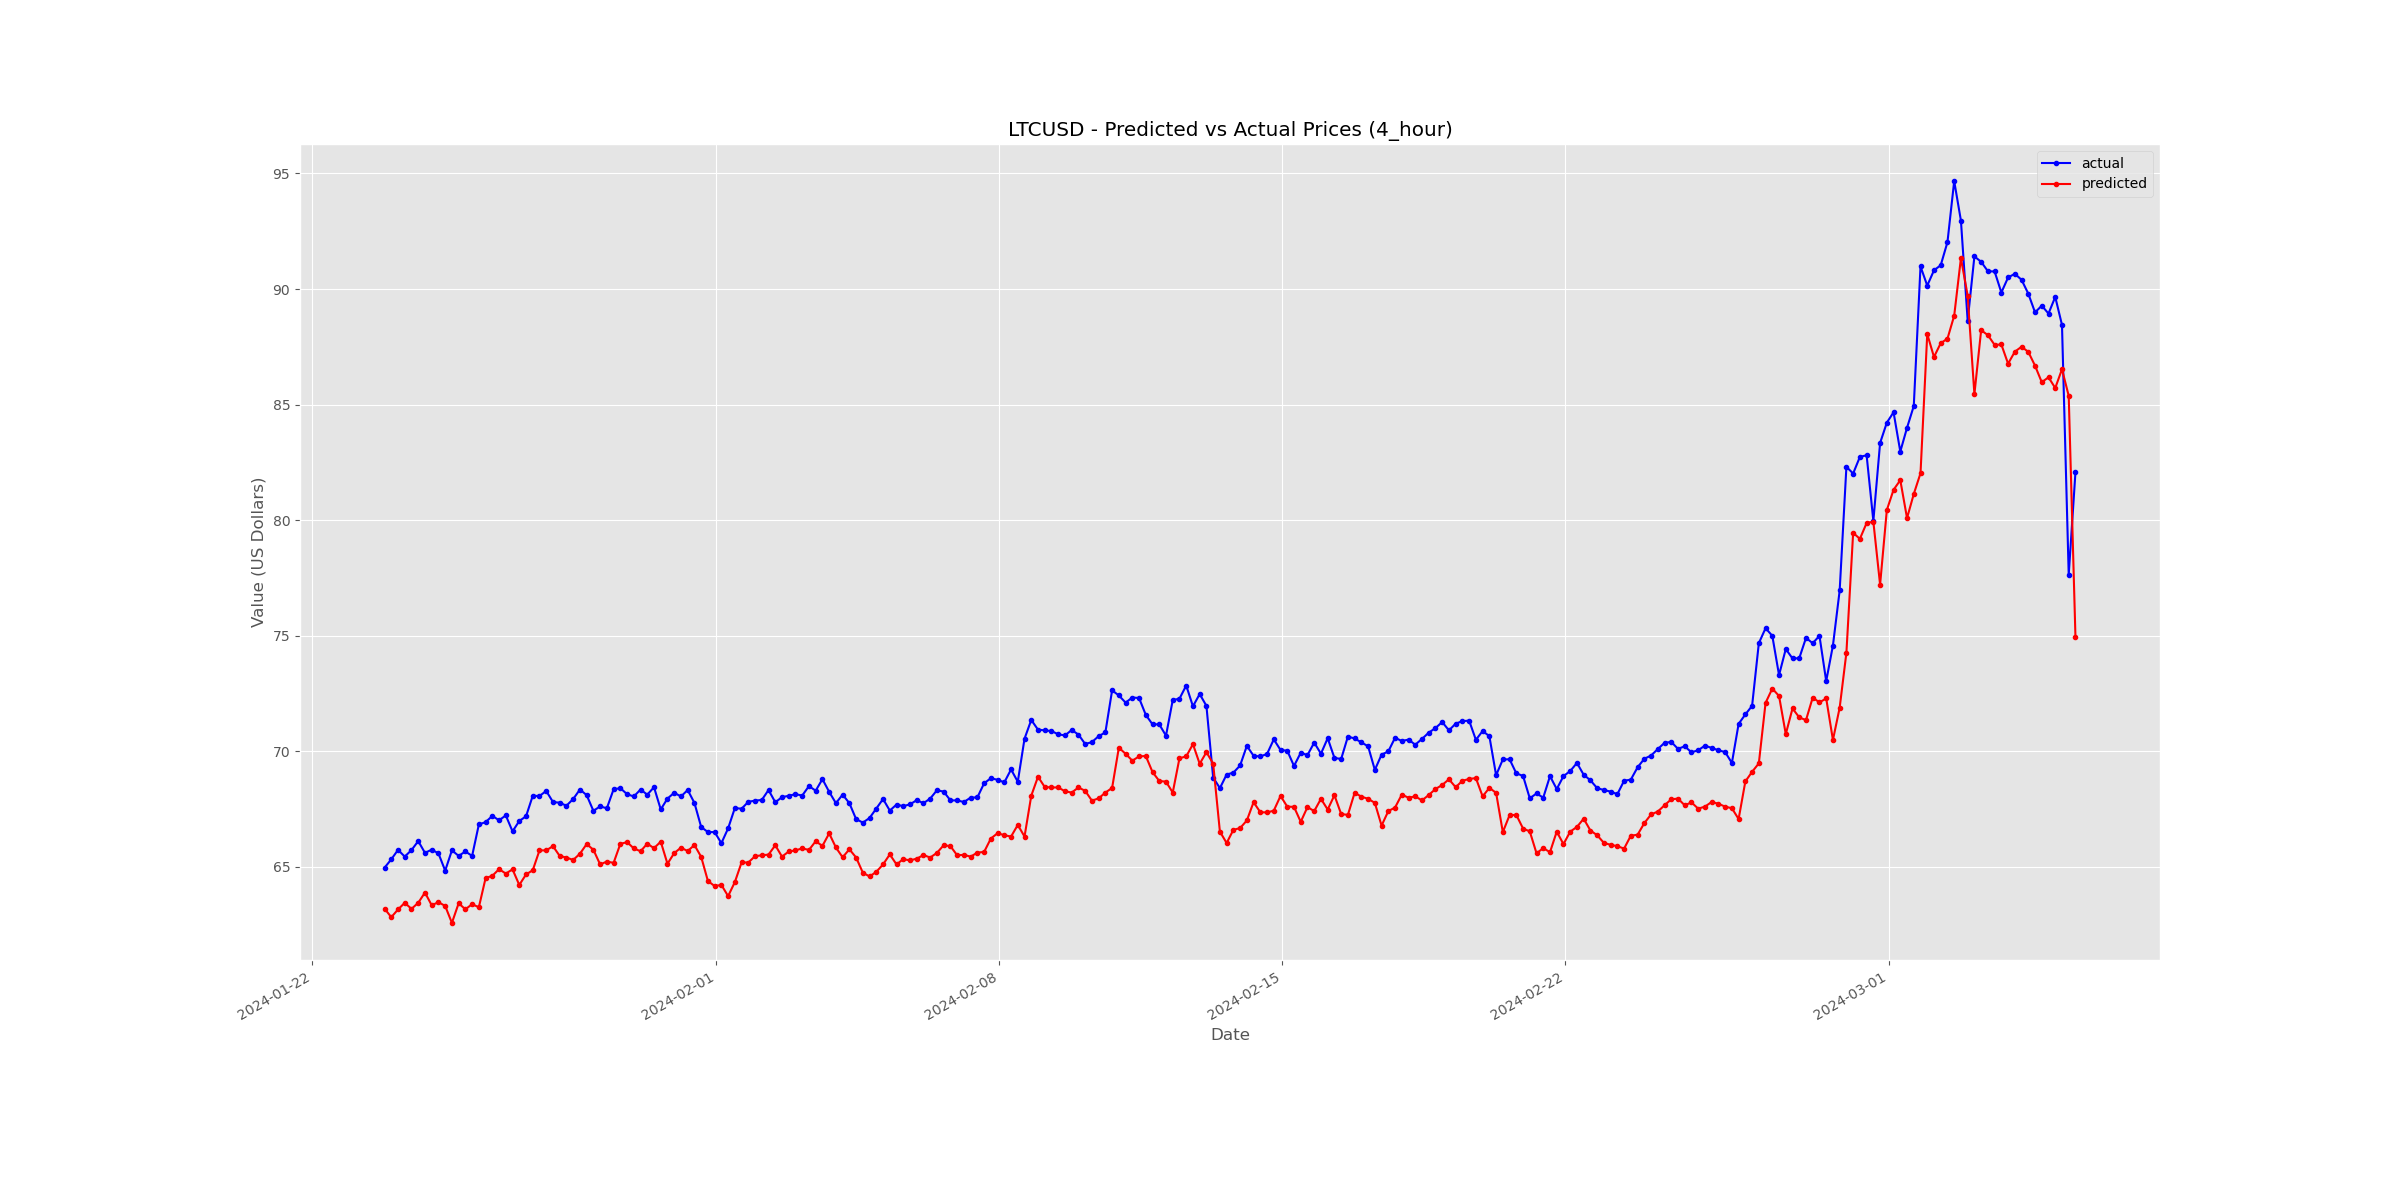 LTCUSD - Predicted vs Actual Prices (4_hour)
actual
predicted
95
90
85
80
75
70
65
Value (US Dollars)
2024-01-22
2024-02-01
2024-02-08
2024-02-15
2024-02-22
2024-03-01
Date